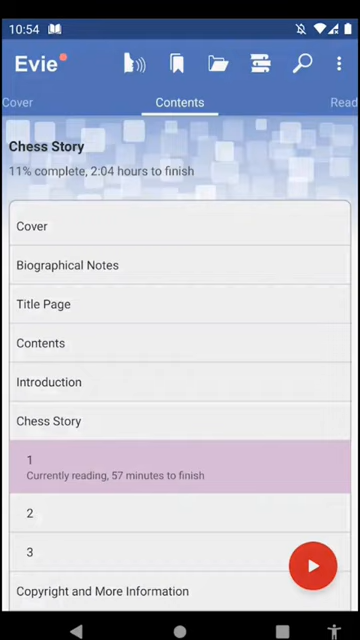 10:54
Evie
Cover
Contents
Read
Chess Story
11% complete, 2:04 hours to finish
Cover
Biographical Notes
Title Page
Contents
Introduction
Chess Story
1
Currently reading, 57 minutes to finish
2
3
Copyright and More Information